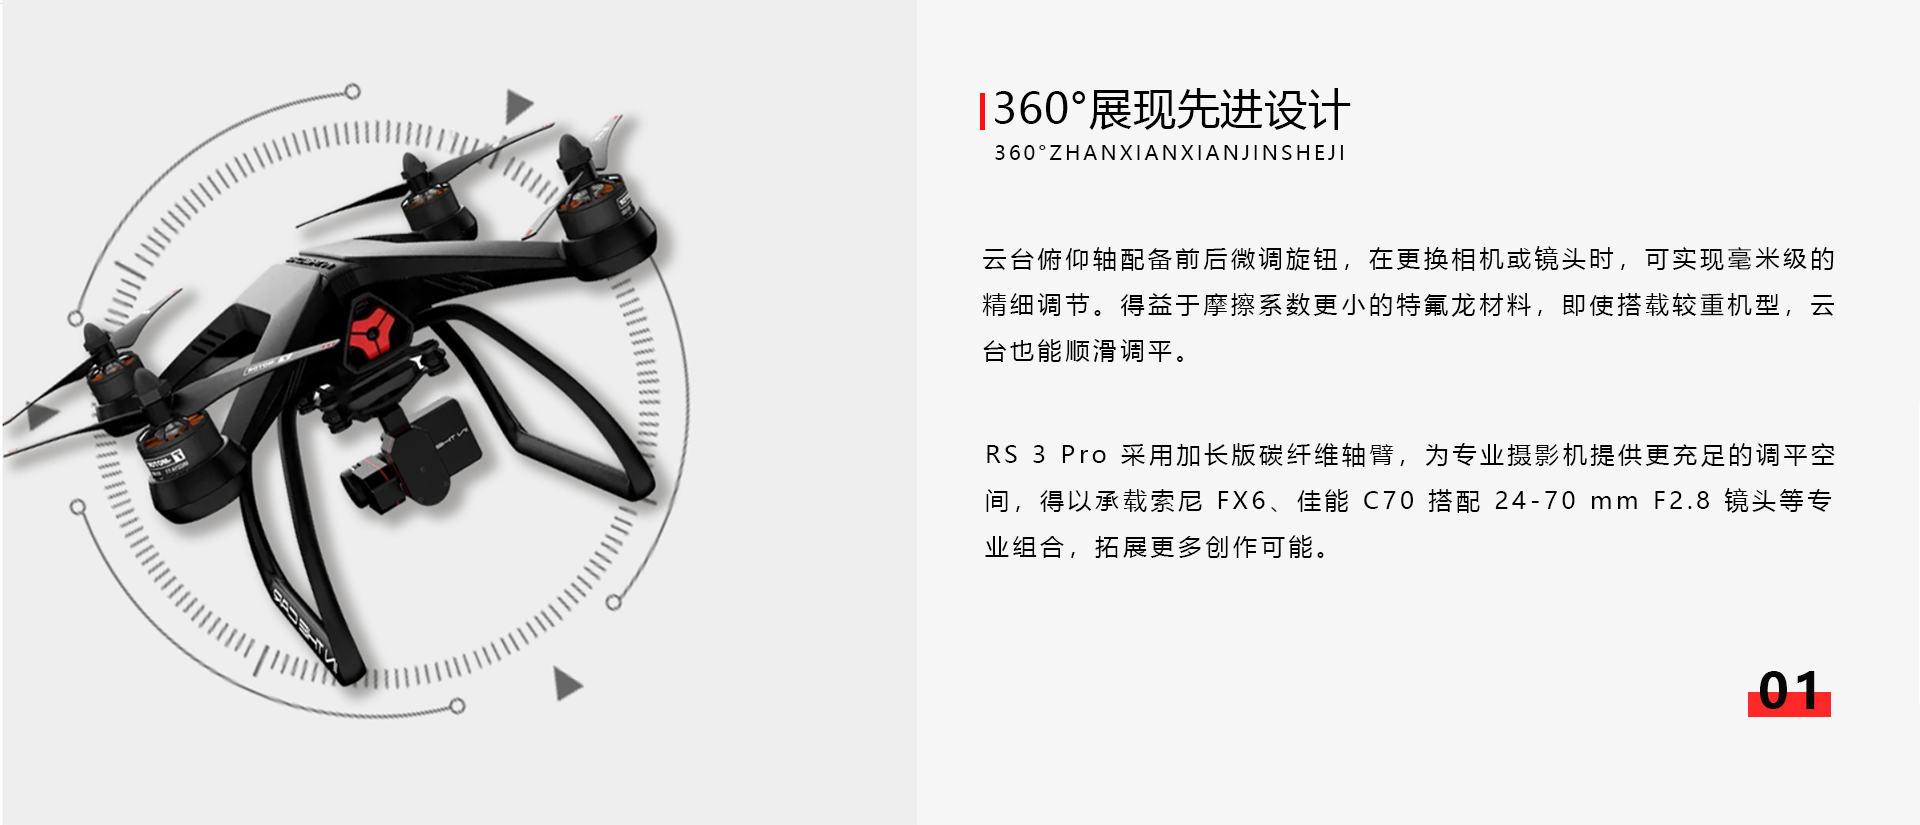 360°展现先进设计
360°ZHANXIANXIANJINSHEJI
云台俯仰轴配备前后微调旋钮，在更换相机或镜头时，可实现毫米级的
精细调节。得益于摩擦系数更小的特氟龙材料，即使搭载较重机型，云
台也能顺滑调平。
RS 3 Pro 采用加长版碳纤维轴臂，为专业摄影机提供更充足的调平空
间，得以承载索尼 FX6、佳能 C70 搭配 24-70 mm F2.8 镜头等专
业组合，拓展更多创作可能。
01